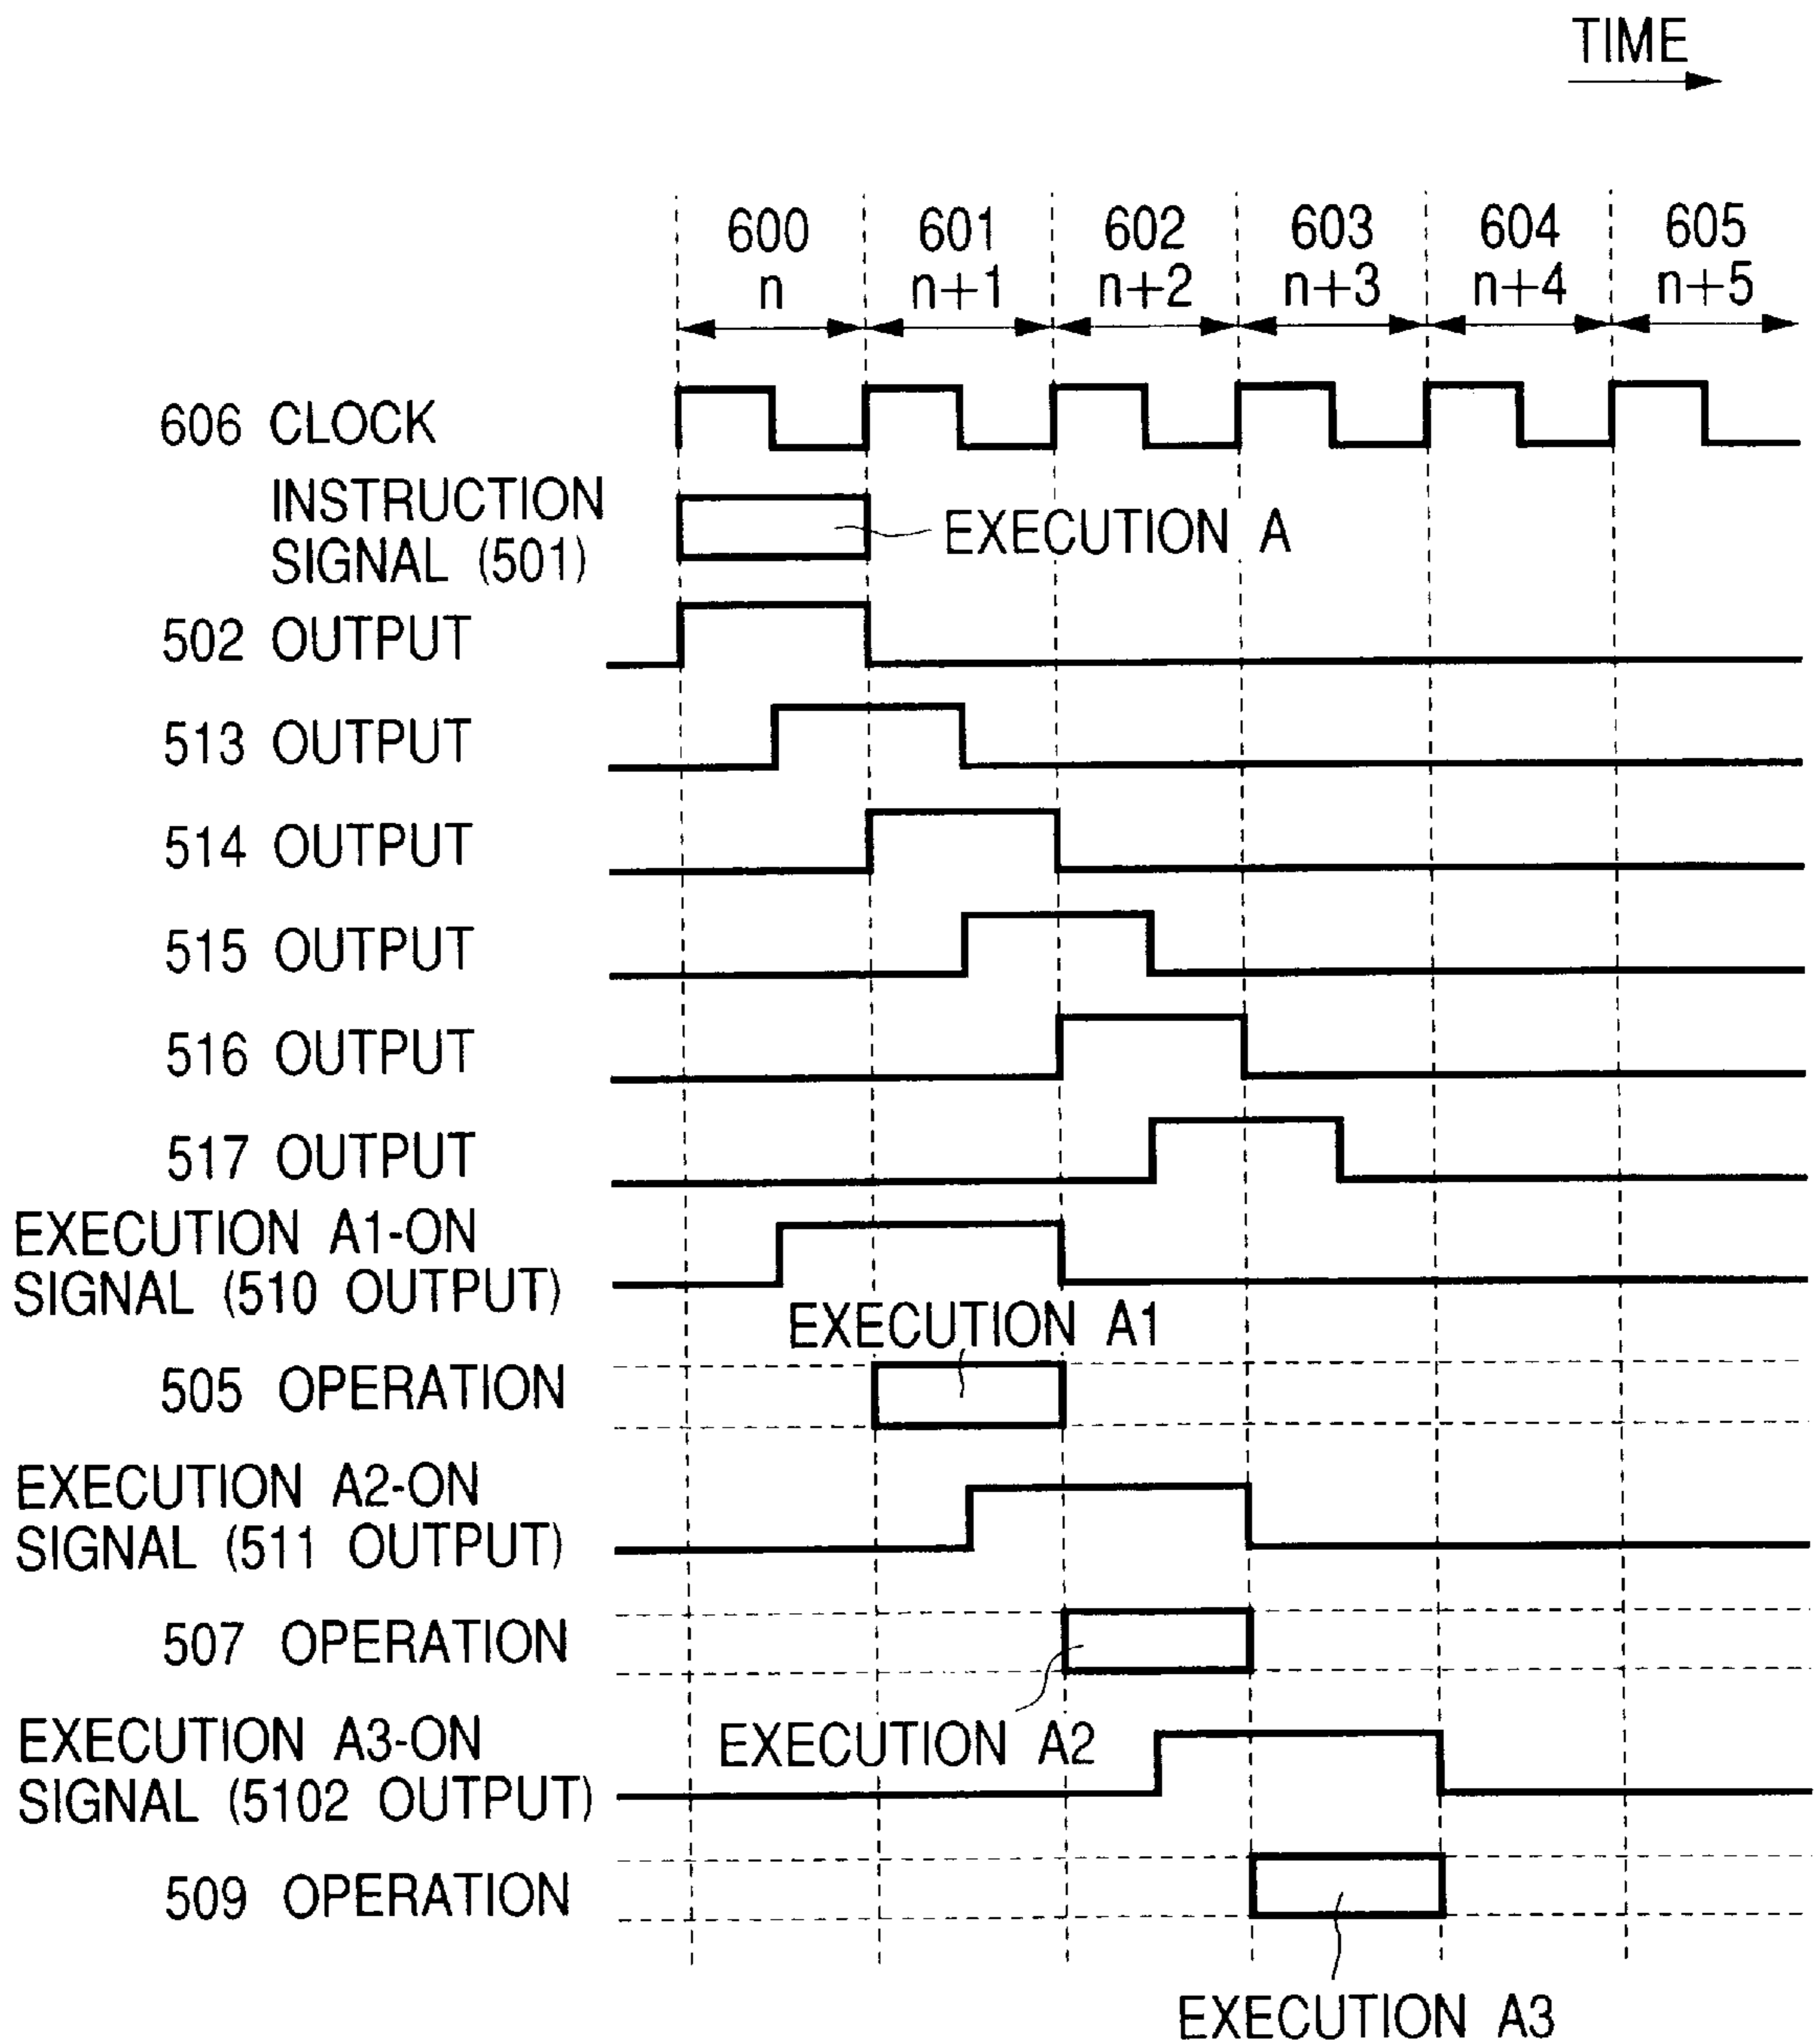 TIME
600 601 602 603 604 605
n n+1 n+2 n+3 n+4 n+5
606 CLOCK
INSTRUCTION
SIGNAL (501)
EXECUTION A
502 OUTPUT
513 OUTPUT
514 OUTPUT
515 OUTPUT
516 OUTPUT
517 OUTPUT
EXECUTION A1-ON
SIGNAL (510 OUTPUT)
EXECUTION A1
505 OPERATION
EXECUTION A2-ON
SIGNAL (511 OUTPUT)
507 OPERATION
EXECUTION A2
EXECUTION A3-ON
SIGNAL (5102 OUTPUT)
509 OPERATION
EXECUTION A3